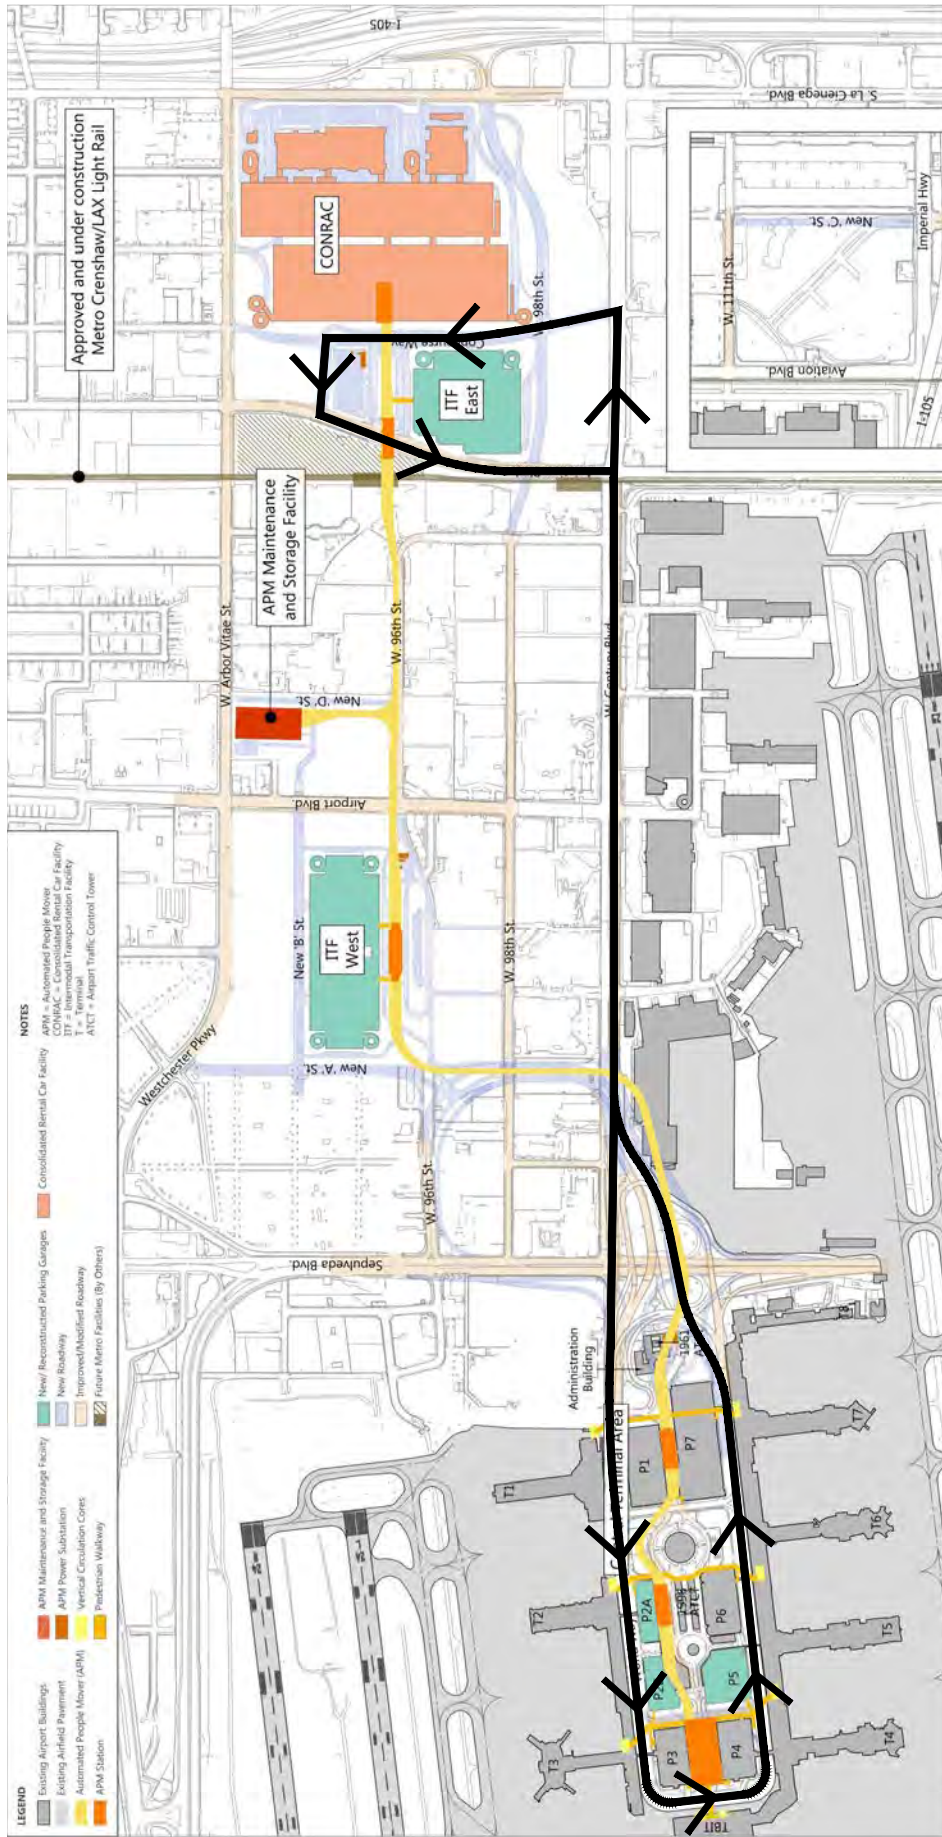 LEGEND
Existing Airport Buildings
Existing Airfield Pavement
Automated People Mover (APM)
APM Station
APM Maintenance and Storage Facility
APM Power Substation
Vertical Circulation Cores
Pedestrian Walkway
New/ Reconstructed Parking Garages
New Roadway
Improved/Modified Roadway
Future Metro Facilities (By Others)
Consolidated Rental Car Facility
NOTES
APM = Automated People Mover
CONRAC = Consolidated Rental Car Facility
ITF = Intermodal Transportation Facility
T = Terminal
ATCT = Airport Traffic Control Tower
Approved and under construction
Metro Crenshaw/LAX Light Rail
I-405
S. La Cienega Blvd.
CONRAC
W. 98th St.
Concourse Way
ITF
East
APM Maintenance
and Storage Facility
W. Arbor Vitae St.
New 'D' St.
W. 96th St.
Airport Blvd.
New 'B' St.
ITF
West
W. 98th St.
W. Century Blvd.
New 'A' St.
Westchester Pkwy
W. 96th St.
Sepulveda Blvd.
Administration
Building
1961
Terminal Area
P1
P7
P2A
1996
ATCT
P6
P5
P3
P4
T1
T2
T3
TBIT
T4
T5
T6
T7
T8
W. 111th St.
New 'C' St.
Imperial Hwy
Aviation Blvd.
I-105